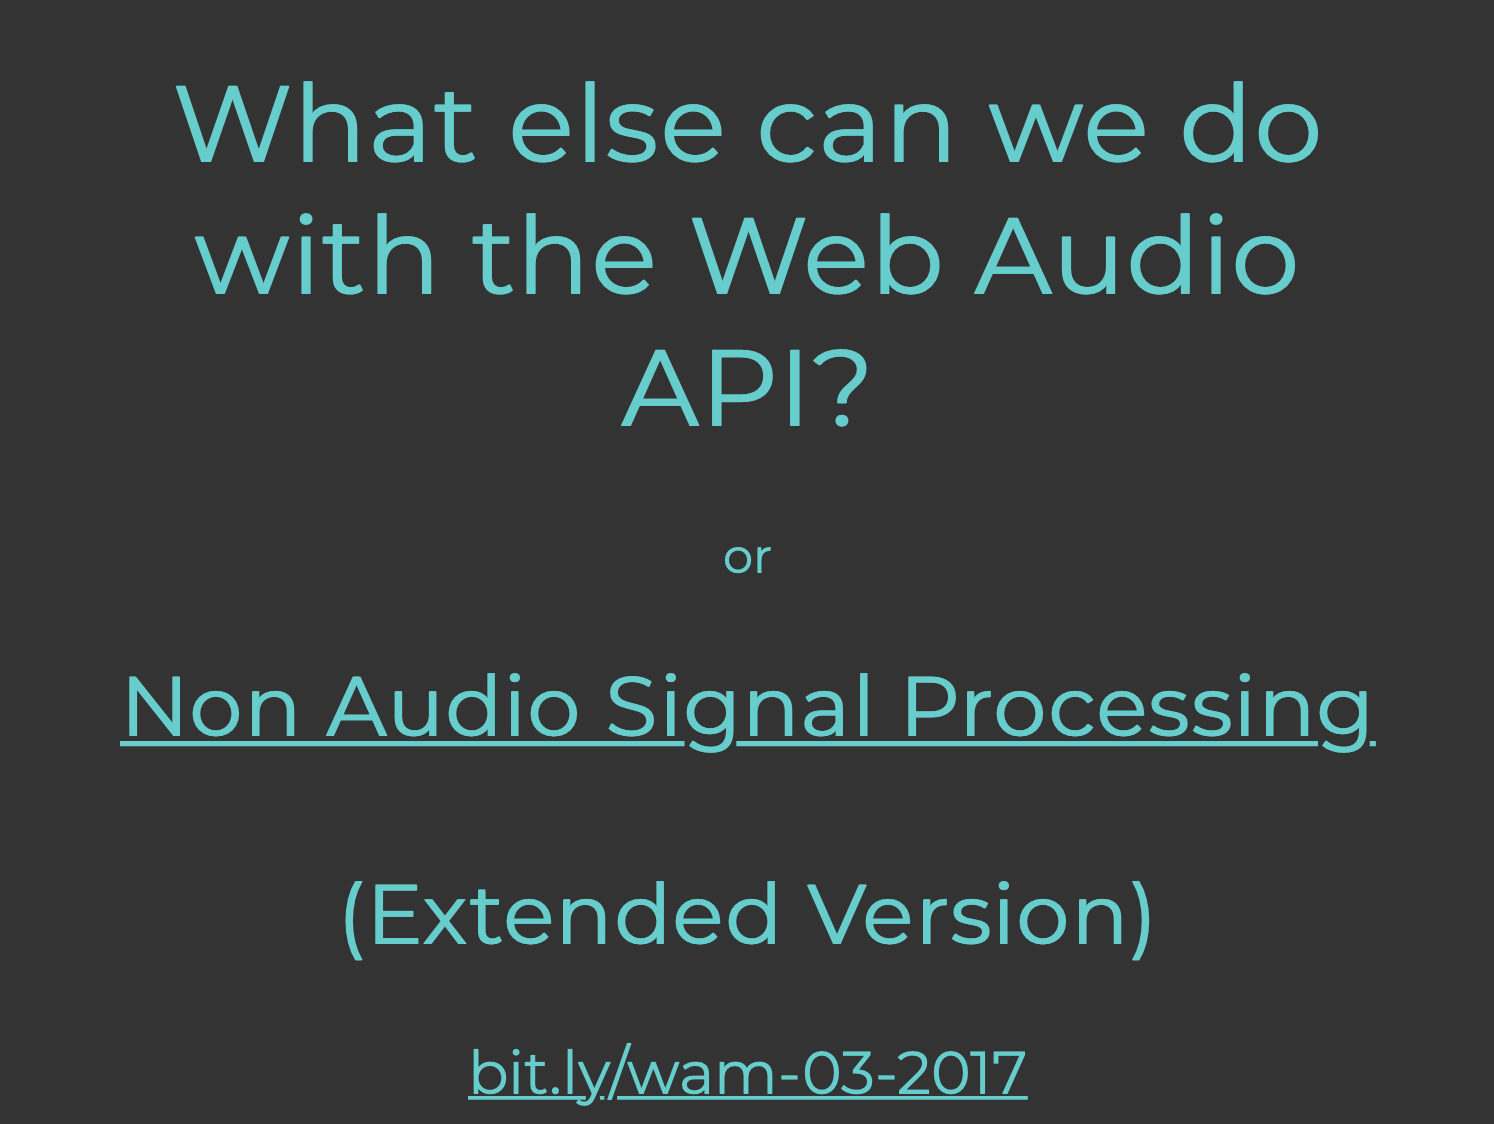 What else can we do
with the Web Audio
API?
or
Non Audio Signal Processing
(Extended Version)
bit.ly/wam-03-2017